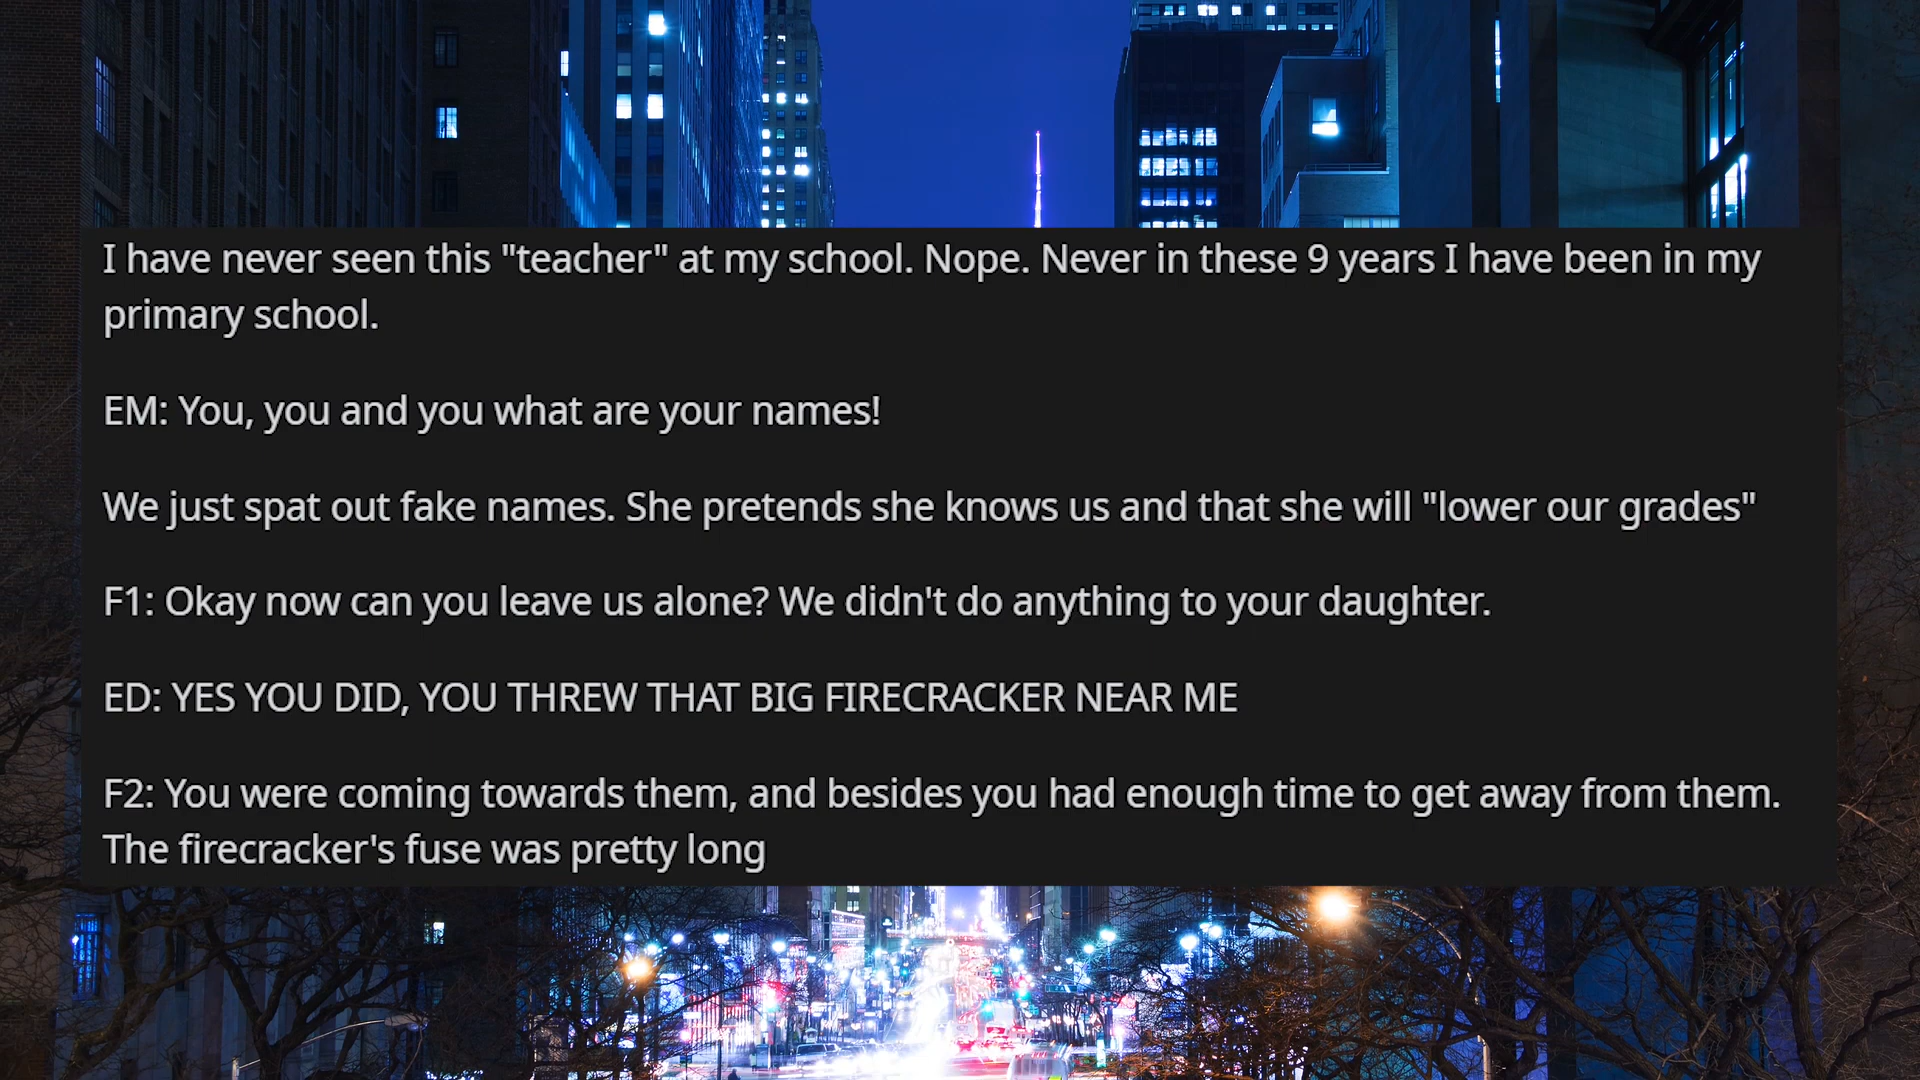 I have never seen this "teacher" at my school. Nope. Never in these 9 years I have been in my
primary school.
EM: You, you and you what are your names!
We just spat out fake names. She pretends she knows us and that she will "lower our grades"
F1: Okay now can you leave us alone? We didn't do anything to your daughter.
ED: YES YOU DID, YOU THREW THAT BIG FIRECRACKER NEAR ME
F2: You were coming towards them, and besides you had enough time to get away from them.
The firecracker's fuse was pretty long